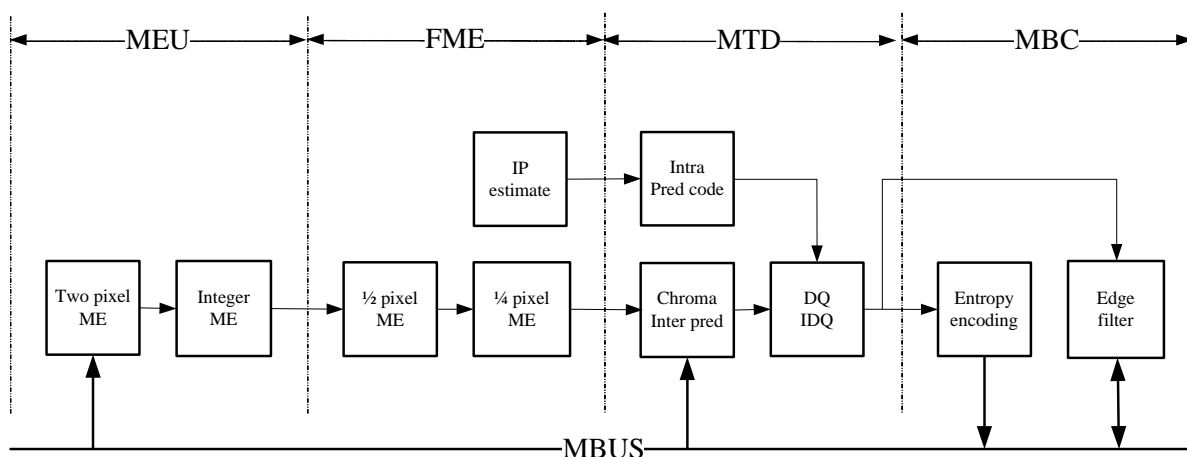 MEU
FME
MTD
MBC
IP
estimate
Intra
Pred code
Two pixel
ME
Integer
ME
½ pixel
ME
¼ pixel
ME
Chroma
Inter pred
DQ
IDQ
Entropy
encoding
Edge
filter
MBUS